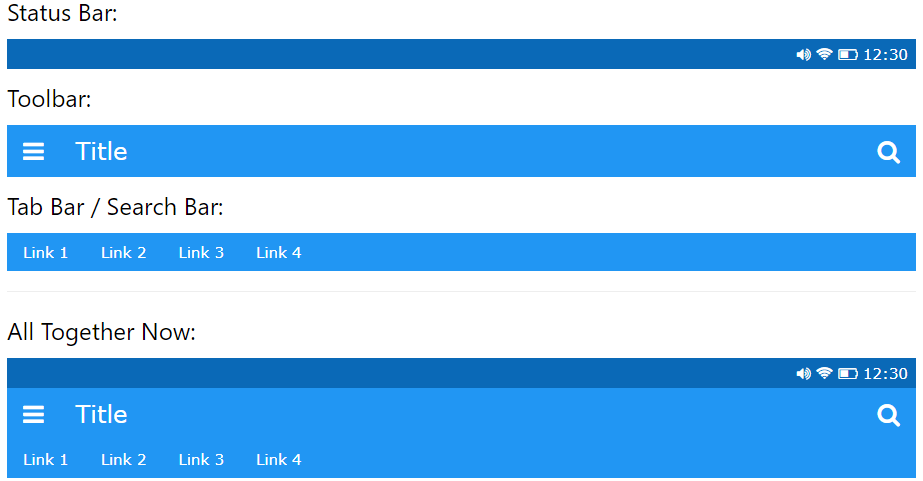 Status Bar:
12:30
Toolbar:
Title
Tab Bar / Search Bar:
Link 1 Link 2 Link 3 Link 4
All Together Now:
12:30
Title
Link 1 Link 2 Link 3 Link 4